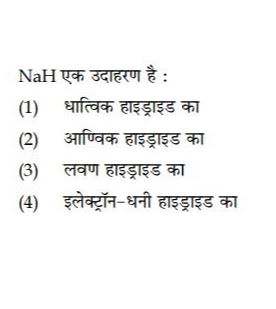 NaH एक उदाहरण है :
(1) धात्विक हाइड्राइड का
(2) आण्विक हाइड्राइड का
(3) लवण हाइड्राइड का
(4) इलेक्ट्रॉन-धनी हाइड्राइड का